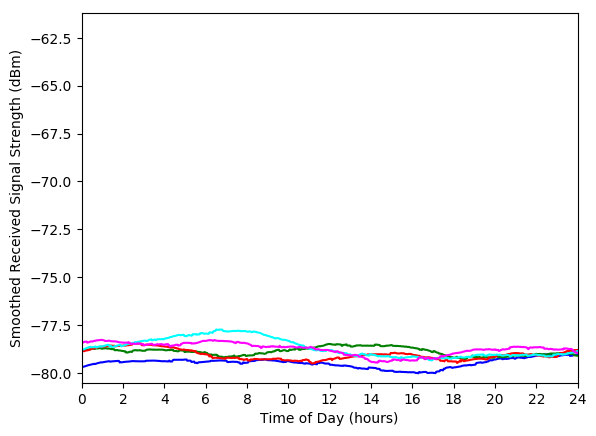 Smoothed Received Signal Strength (dBm)
−62.5
−65.0
−67.5
−70.0
−72.5
−75.0
−77.5
−80.0
0 2 4 6 8 10 12 14 16 18 20 22 24
Time of Day (hours)